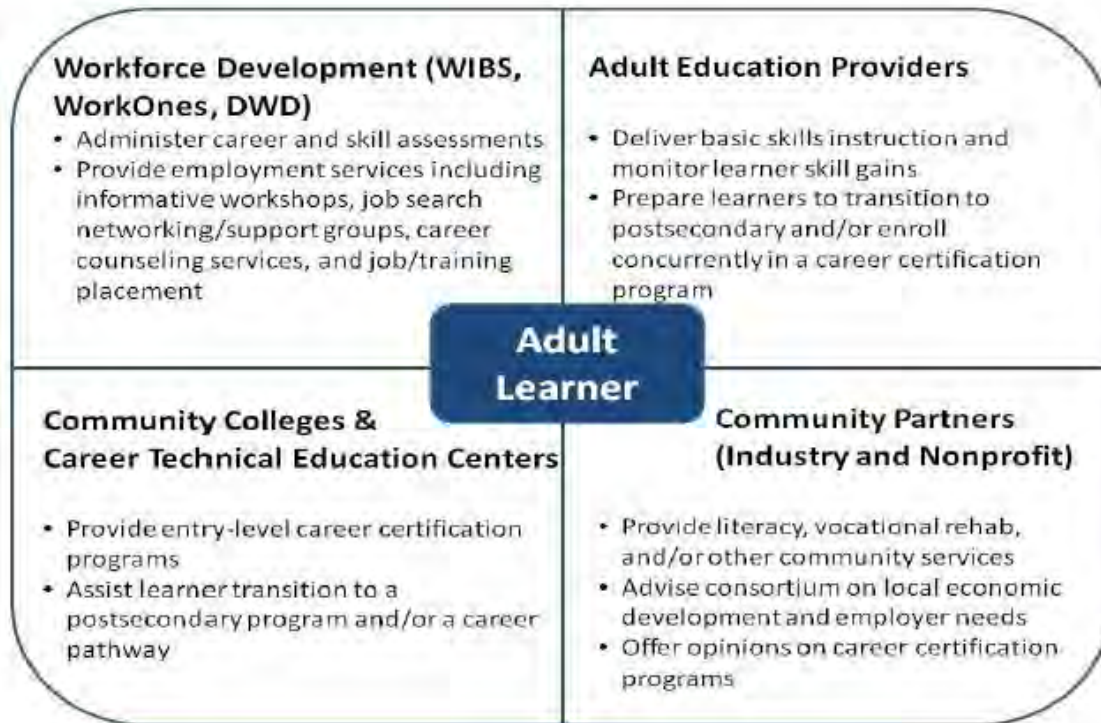 Workforce Development (WIBS,
WorkOnes, DWD)
• Administer career and skill assessments
• Provide employment services including
informative workshops, job search
networking/support groups, career
counseling services, and job/training
placement
Adult Education Providers
• Deliver basic skills instruction and
monitor learner skill gains
• Prepare learners to transition to
postsecondary and/or enroll
concurrently in a career certification
program
Adult
Learner
Community Colleges &
Career Technical Education Centers
• Provide entry-level career certification
programs
• Assist learner transition to a
postsecondary program and/or a career
pathway
Community Partners
(Industry and Nonprofit)
• Provide literacy, vocational rehab,
and/or other community services
• Advise consortium on local economic
development and employer needs
• Offer opinions on career certification
programs